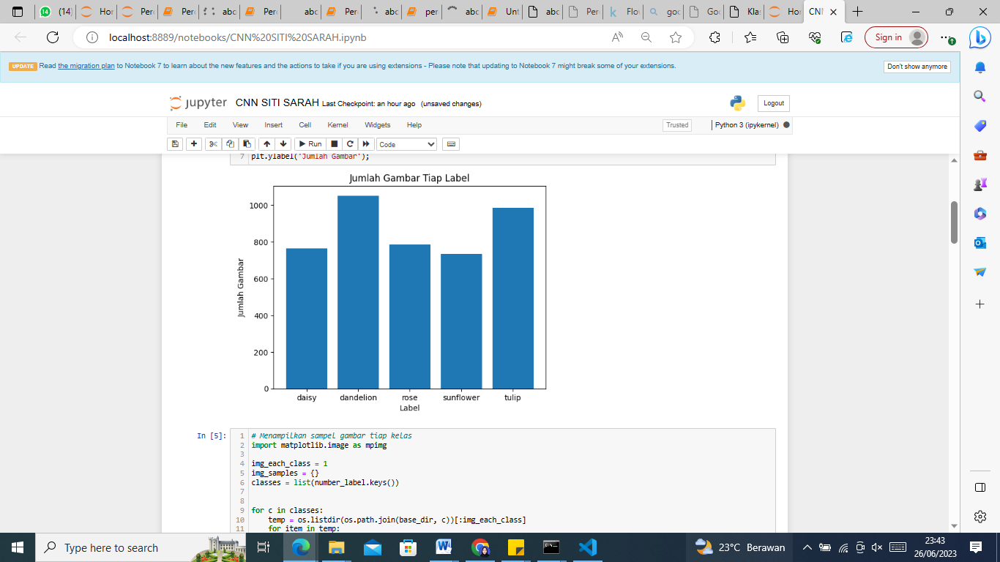 (14)
Hor
Perc
Perc
abc
Perc
abc
Per
abc
per
abc
Unt
abc
Per
Flo
goc
Goc
Klas
Hor
CNN
localhost:8889/notebooks/CNN%20SITI%20SARAH.ipynb
Sign in
UPDATE Read the migration plan to Notebook 7 to learn about the new features and the actions to take if you are using extensions - Please note that updating to Notebook 7 might break some of your extensions.
Don't show anymore
jupyter CNN SITI SARAH Last Checkpoint: an hour ago (unsaved changes)
Logout
File Edit View Insert Cell Kernel Widgets Help
Trusted
Python 3 (ipykernel)
Run
Code
7 plt.ylabel('Jumlah Gambar');
Jumlah Gambar Tiap Label
1000
800
600
400
200
0
Jumlah Gambar
daisy dandelion rose sunflower tulip
Label
In [5]:
1 # Menampilkan sampel gambar tiap kelas
2 import matplotlib.image as mpimg
3
4 img_each_class = 1
5 img_samples = {}
6 classes = list(number_label.keys())
7
8
9 for c in classes:
10 temp = os.listdir(os.path.join(base_dir, c))[:img_each_class]
11 for item in temp:
Type here to search
23°C Berawan
23:43
26/06/2023